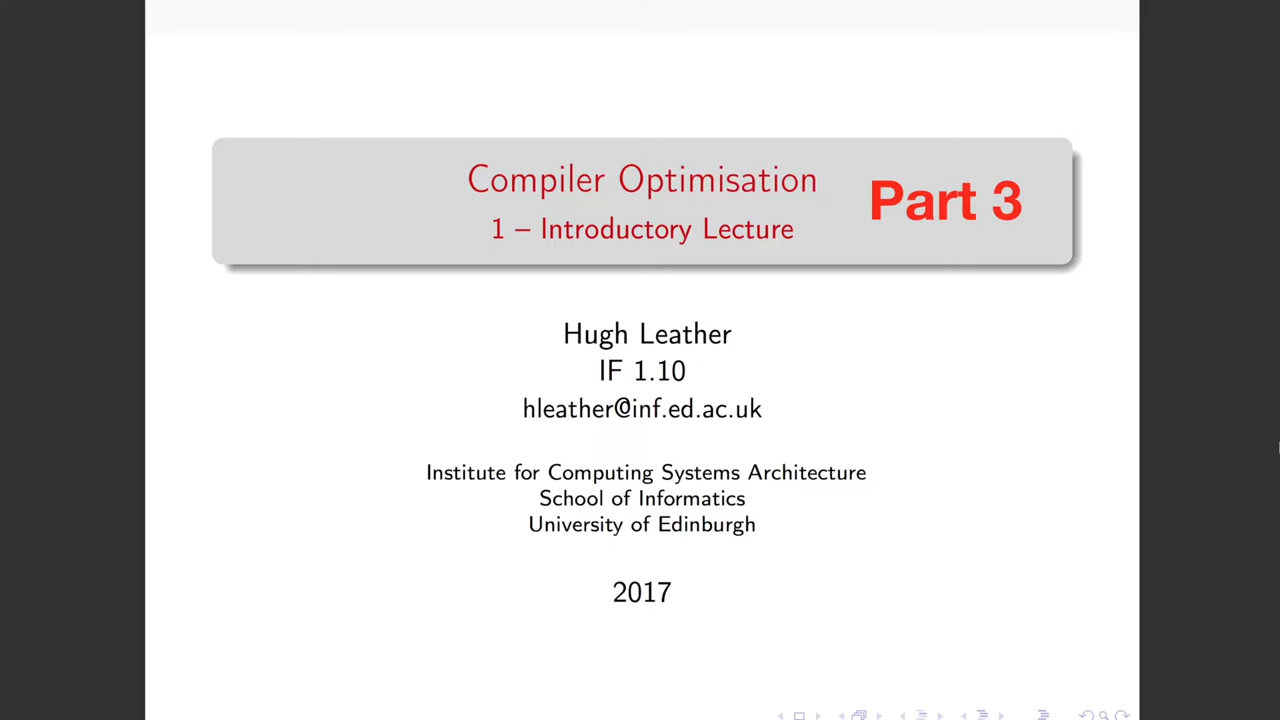 Compiler Optimisation
1 – Introductory Lecture
Part 3
Hugh Leather
IF 1.10
hleather@inf.ed.ac.uk
Institute for Computing Systems Architecture
School of Informatics
University of Edinburgh
2017